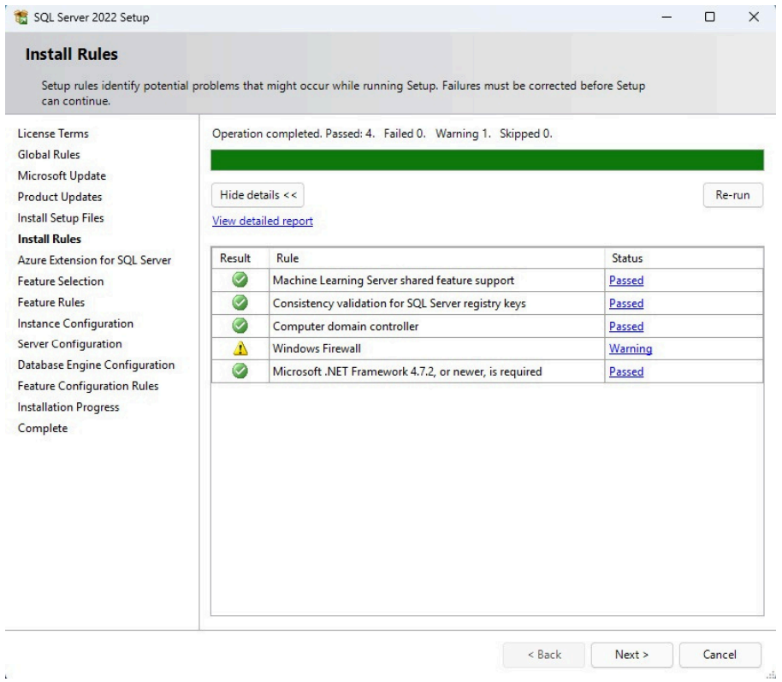 SQL Server 2022 Setup
Install Rules
Setup rules identify potential problems that might occur while running Setup. Failures must be corrected before Setup
can continue.
License Terms
Global Rules
Microsoft Update
Product Updates
Install Setup Files
Install Rules
Azure Extension for SQL Server
Feature Selection
Feature Rules
Instance Configuration
Server Configuration
Database Engine Configuration
Feature Configuration Rules
Installation Progress
Complete
Operation completed. Passed: 4. Failed 0. Warning 1. Skipped 0.
Hide details << Re-run
View detailed report
Result Rule Status
Machine Learning Server shared feature support Passed
Consistency validation for SQL Server registry keys Passed
Computer domain controller Passed
Windows Firewall Warning
Microsoft .NET Framework 4.7.2, or newer, is required Passed
< Back Next > Cancel